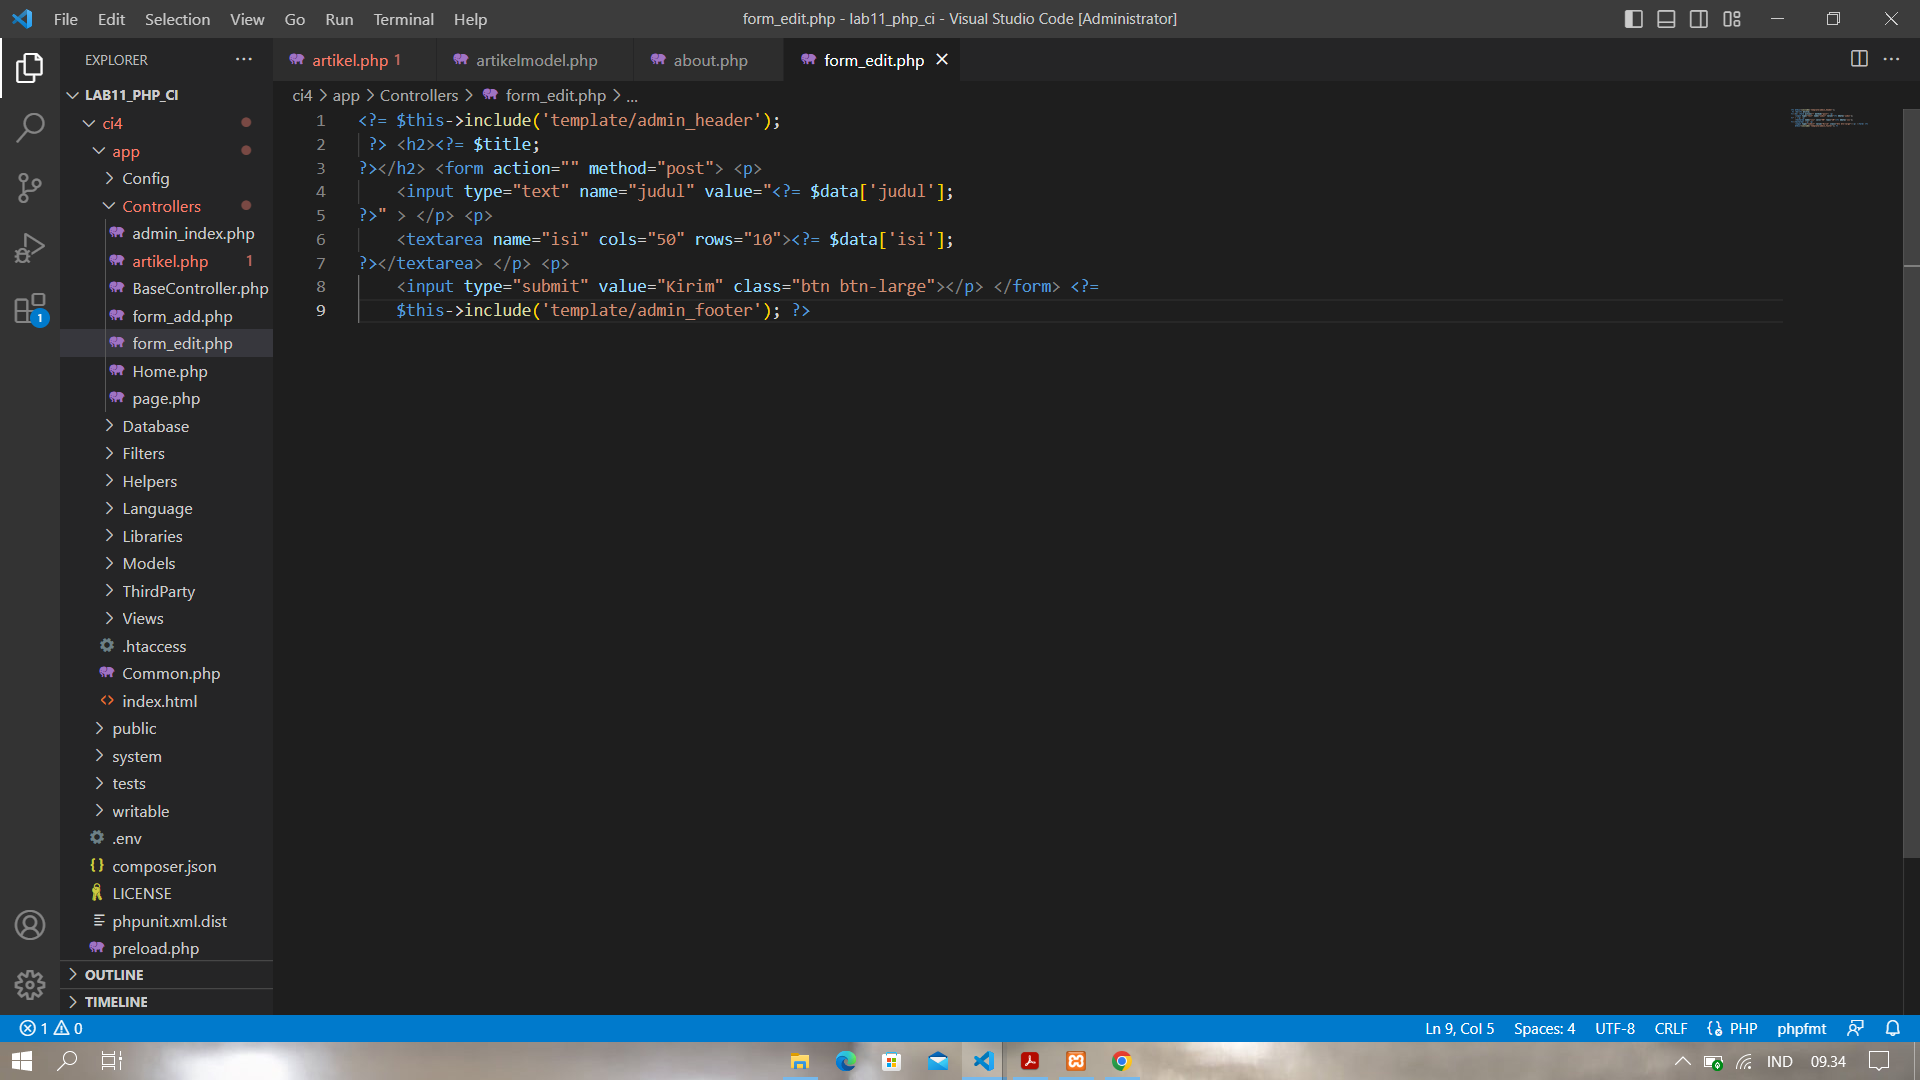 File Edit Selection View Go Run Terminal Help
form_edit.php - lab11_php_ci - Visual Studio Code [Administrator]
EXPLORER
artikel.php 1
artikelmodel.php
about.php
form_edit.php
LAB11_PHP_CI
ci4 > app > Controllers > form_edit.php > ...
ci4
app
Config
Controllers
admin_index.php
artikel.php 1
BaseController.php
form_add.php
form_edit.php
Home.php
page.php
Database
Filters
Helpers
Language
Libraries
Models
ThirdParty
Views
.htaccess
Common.php
index.html
public
system
tests
writable
.env
composer.json
LICENSE
phpunit.xml.dist
preload.php
OUTLINE
TIMELINE
1
1 <?= $this->include('template/admin_header');
2 ?> <h2><?= $title;
3 ?></h2> <form action="" method="post"> <p>
4 <input type="text" name="judul" value="<?= $data['judul'];
5 ?>" > </p> <p>
6 <textarea name="isi" cols="50" rows="10"><?= $data['isi'];
7 ?></textarea> </p> <p>
8 <input type="submit" value="Kirim" class="btn btn-large"></p> </form> <?=
9 $this->include('template/admin_footer'); ?>
1 0
Ln 9, Col 5 Spaces: 4 UTF-8 CRLF PHP phpfmt
IND 09.34